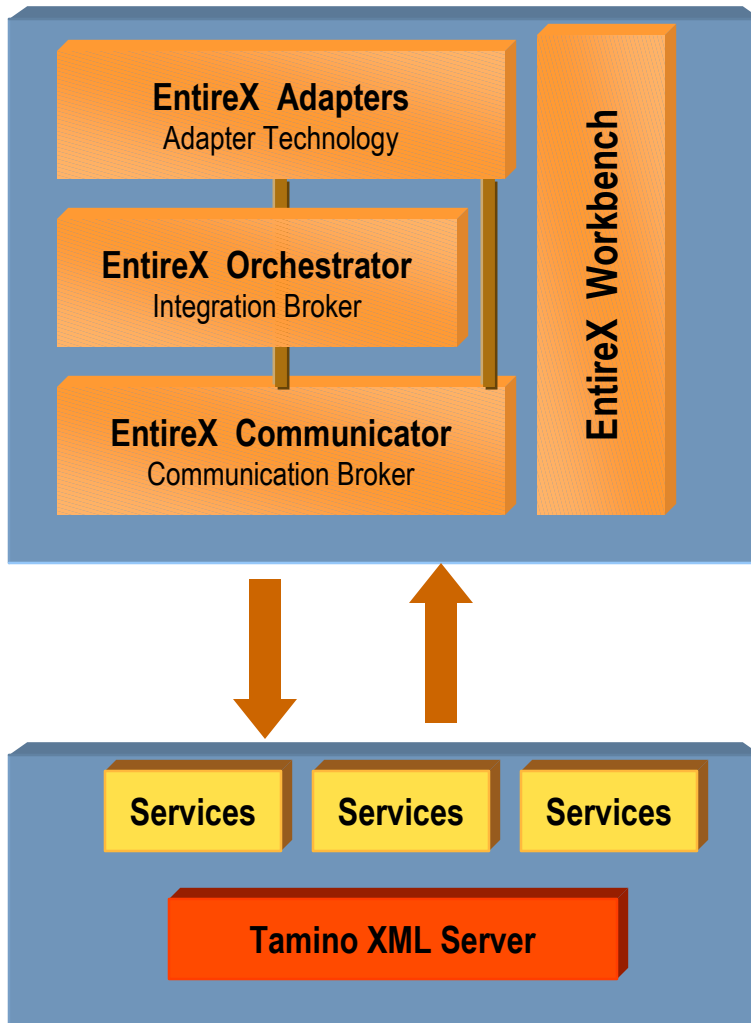 EntireX Adapters
Adapter Technology
EntireX Orchestrator
Integration Broker
EntireX Communicator
Communication Broker
EntireX Workbench
Services
Services
Services
Tamino XML Server